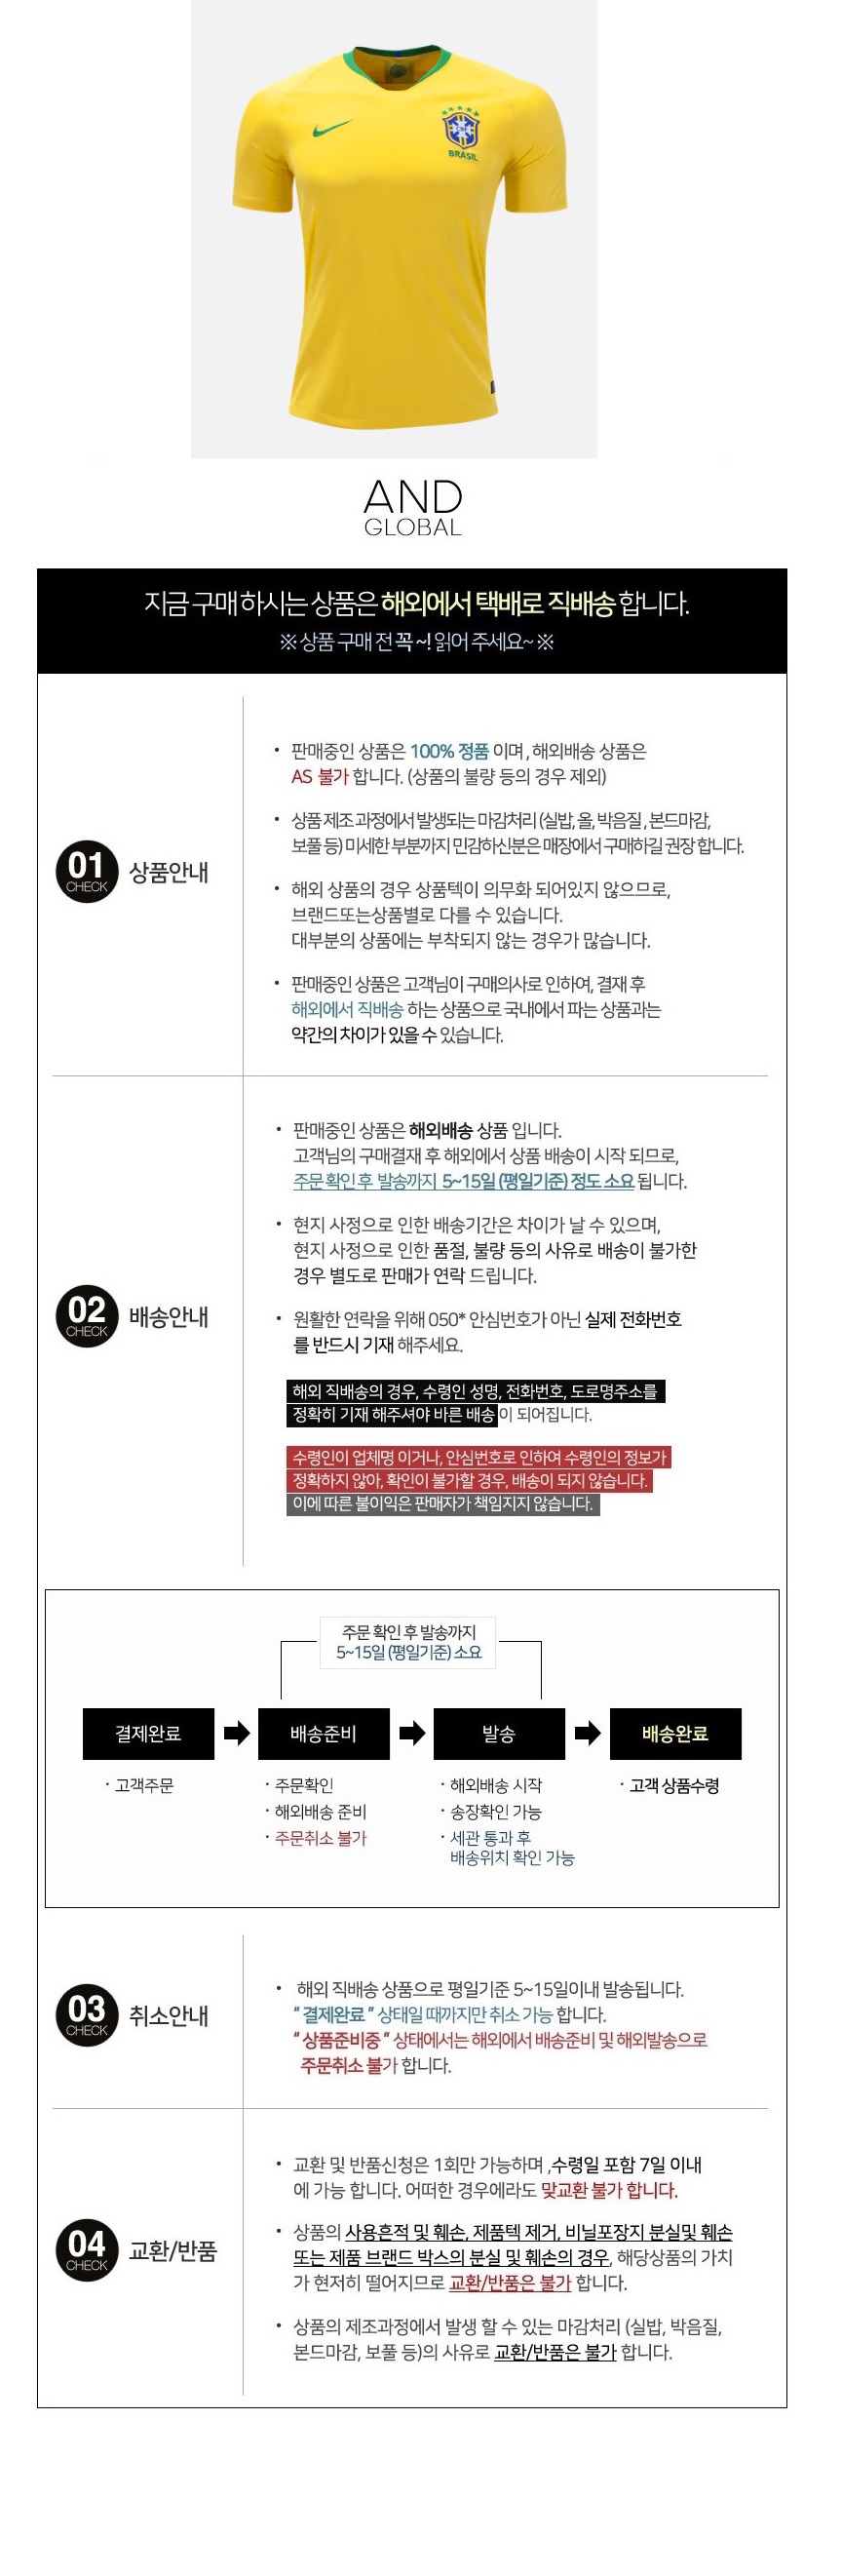 BRASIL
AND
GLOBAL
지금 구매하시는 상품은 해외에서 택배로 직배송 합니다.
※ 상품 구매 전 꼭 ~! 읽어 주세요~ ※
01
CHECK
상품안내
• 판매중인 상품은 100% 정품 이며, 해외배송 상품은
AS 불가 합니다. (상품의 불량 등의 경우 제외)
• 상품 제조 과정에서 발생되는 마감처리 (실밥, 올, 박음질, 본드마감,
보풀 등) 미세한 부분까지 민감하신분은 매장에서 구매하길 권장 합니다.
• 해외 상품의 경우 상품텍이 의무화 되어있지 않으므로,
브랜드또는상품별로 다를 수 있습니다.
대부분의 상품에는 부착되지 않는 경우가 많습니다.
• 판매중인 상품은 고객님이 구매의사로 인하여, 결재 후
해외에서 직배송 하는 상품으로 국내에서 파는 상품과는
약간의 차이가 있을 수 있습니다.
02
CHECK
배송안내
• 판매중인 상품은 해외배송 상품 입니다.
고객님의 구매결재 후 해외에서 상품 배송이 시작 되므로,
주문 확인 후 발송까지 5~15일 (평일기준) 정도 소요 됩니다.
• 현지 사정으로 인한 배송기간은 차이가 날 수 있으며,
현지 사정으로 인한 품절, 불량 등의 사유로 배송이 불가한
경우 별도로 판매가 연락 드립니다.
• 원활한 연락을 위해 050* 안심번호가 아닌 실제 전화번호
를 반드시 기재 해주세요.
해외 직배송의 경우, 수령인 성명, 전화번호, 도로명주소를
정확히 기재 해주셔야 바른 배송이 되어집니다.
수령인이 업체명 이거나, 안심번호로 인하여 수령인의 정보가
정확하지 않아, 확인이 불가할 경우, 배송이 되지 않습니다.
이에 따른 불이익은 판매자가 책임지지 않습니다.
주문 확인 후 발송까지
5~15일 (평일기준) 소요
결제완료
배송준비
발송
배송완료
· 고객주문
· 주문확인
· 해외배송 준비
· 주문취소 불가
· 해외배송 시작
· 송장확인 가능
· 세관 통과 후
배송위치 확인 가능
· 고객 상품수령
03
CHECK
취소안내
• 해외 직배송 상품으로 평일기준 5~15일이내 발송됩니다.
“ 결제완료 ” 상태일 때까지만 취소 가능 합니다.
“ 상품준비중 “ 상태에서는 해외에서 배송준비 및 해외발송으로
주문취소 불가 합니다.
04
CHECK
교환/반품
• 교환 및 반품신청은 1회만 가능하며 ,수령일 포함 7일 이내
에 가능 합니다. 어떠한 경우에라도 맞교환 불가 합니다.
• 상품의 사용흔적 및 훼손, 제품텍 제거, 비닐포장지 분실및 훼손
또는 제품 브랜드 박스의 분실 및 훼손의 경우, 해당상품의 가치
가 현저히 떨어지므로 교환/반품은 불가 합니다.
• 상품의 제조과정에서 발생 할 수 있는 마감처리 (실밥, 박음질,
본드마감, 보풀 등)의 사유로 교환/반품은 불가 합니다.